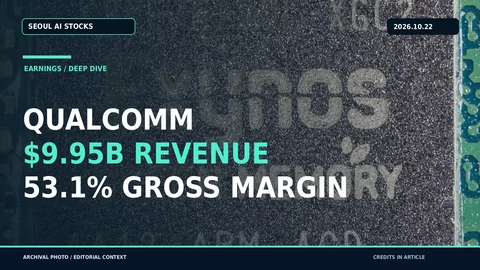 SEOUL AI STOCKS
2026.10.22
EARNINGS / DEEP DIVE
QUALCOMM
$9.95B REVENUE
53.1% GROSS MARGIN
ARCHIVAL PHOTO / EDITORIAL CONTEXT
CREDITS IN ARTICLE